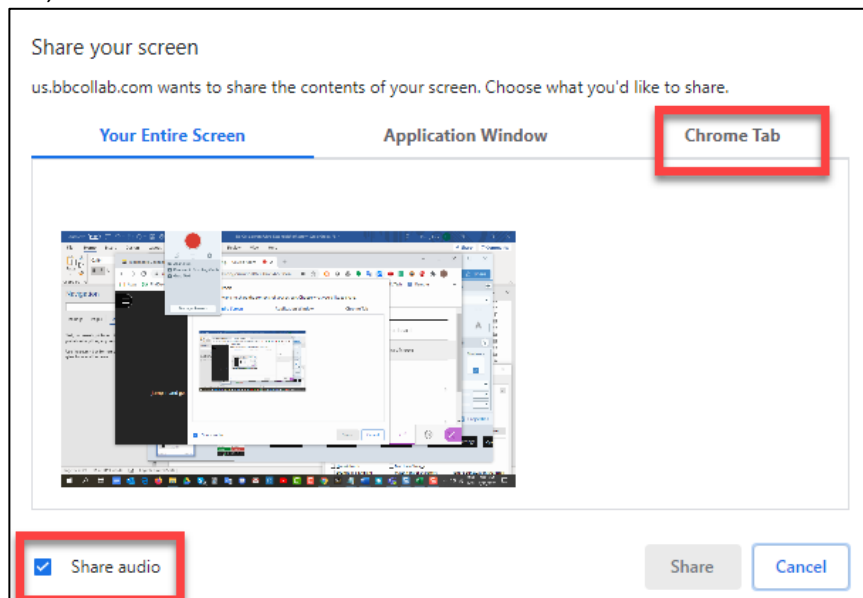 Share your screen
us.bbcollab.com wants to share the contents of your screen. Choose what you'd like to share.
Your Entire Screen Application Window Chrome Tab
Share audio Share Cancel